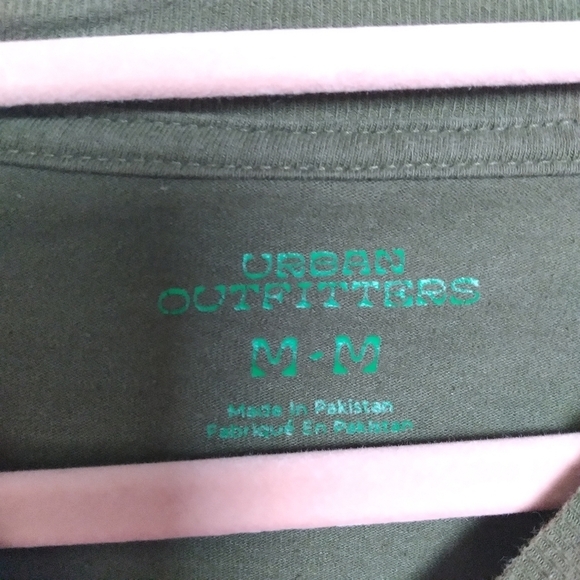 URBAN
OUTFITTERS
M - M
Made In Pakistan
Fabriqué En Pakistan